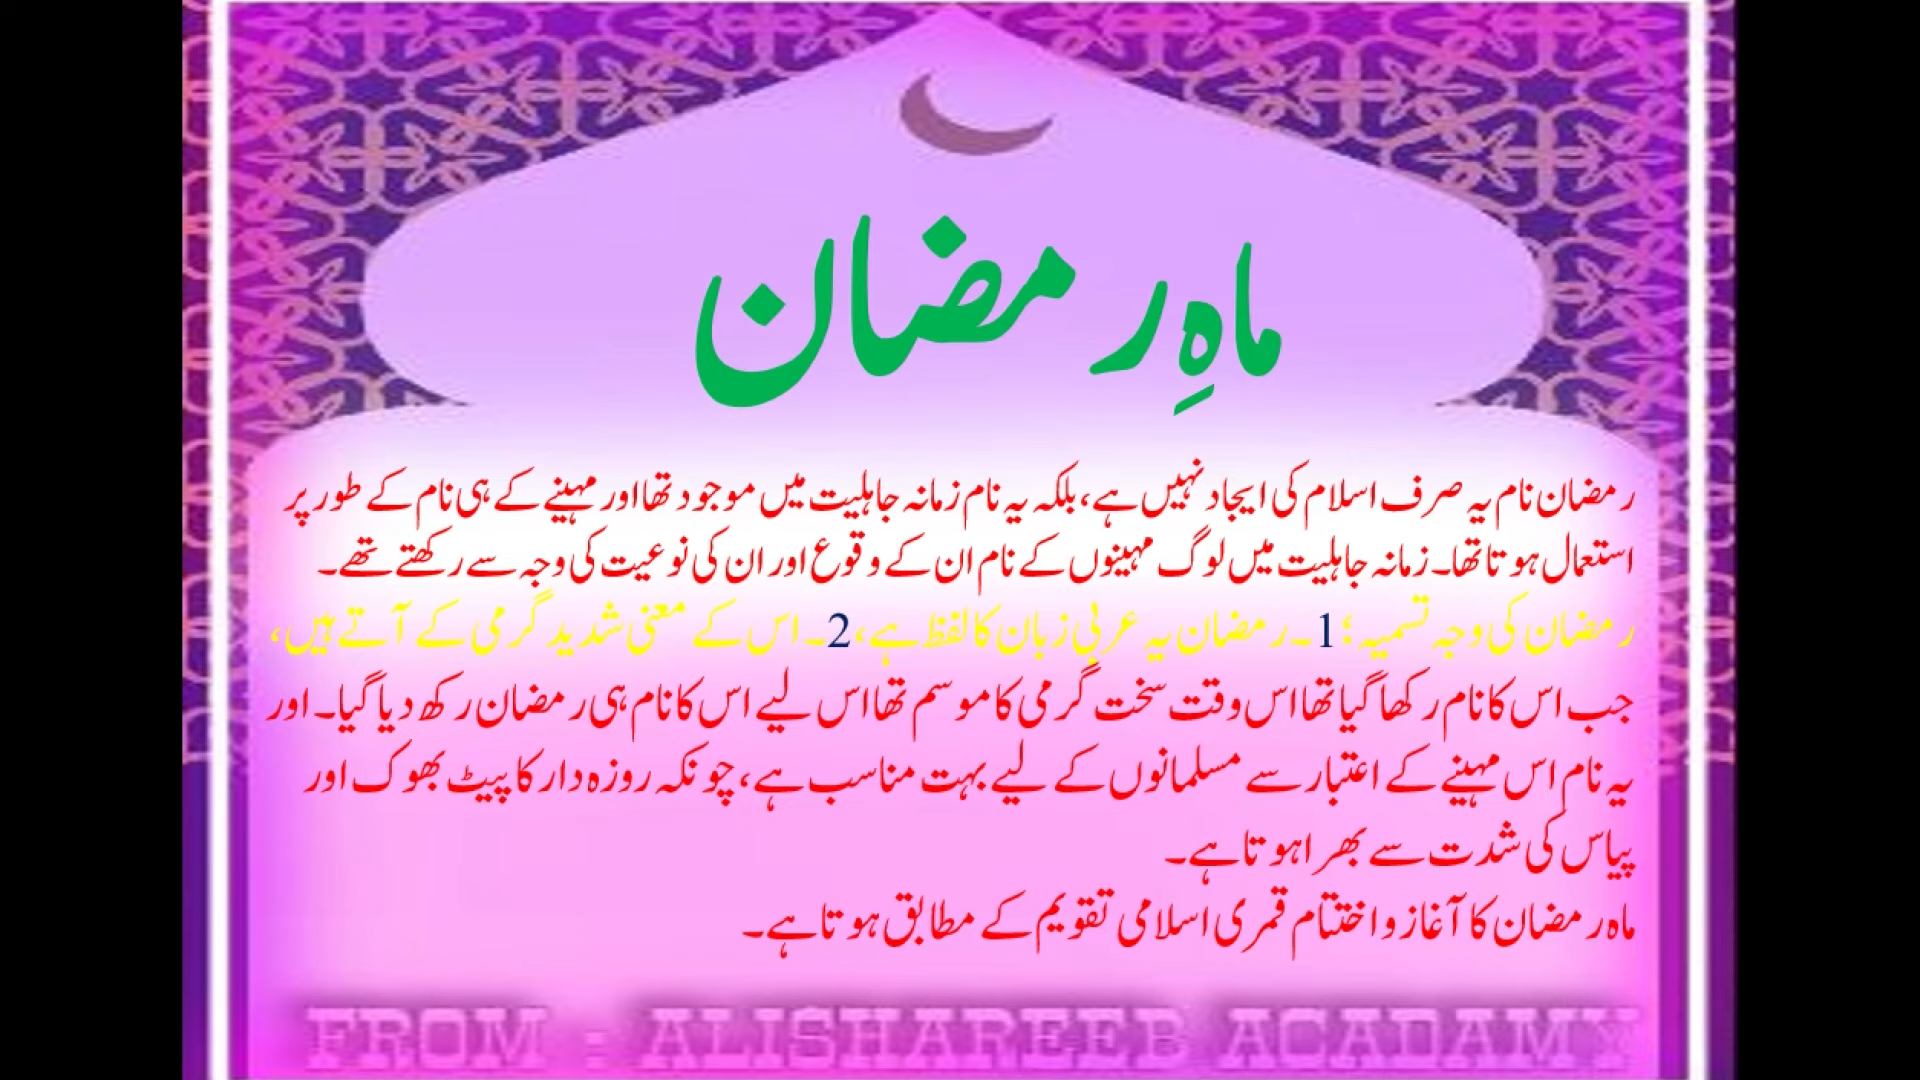 ماہِ رمضان
رمضان نام یہ صرف اسلام کی ایجاد نہیں ہے، بلکہ یہ نام زمانہ جاہلیت میں موجود تھا اور مہینے کے ہی نام کے طور پر
استعمال ہوتا تھا۔ زمانہ جاہلیت میں لوگ مہینوں کے نام ان کے وقوع اور ان کی نوعیت کی وجہ سے رکھتے تھے۔
رمضان کی وجہ تسمیہ ؛ 1۔ رمضان یہ عربی زبان کا لفظ ہے، 2۔ اس کے معنی شدید گرمی کے آتے ہیں،
جب اس کا نام رکھا گیا تھا اس وقت سخت گرمی کا موسم تھا اس لیے اس کا نام ہی رمضان رکھ دیا گیا۔ اور
یہ نام اس مہینے کے اعتبار سے مسلمانوں کے لیے بہت مناسب ہے، چونکہ روزہ دار کا پیٹ بھوک اور
پیاس کی شدت سے بھرا ہوتا ہے۔
ماہ رمضان کا آغاز و اختتام قمری اسلامی تقویم کے مطابق ہوتا ہے۔
FROM : ALISHAREEB ACADAMY